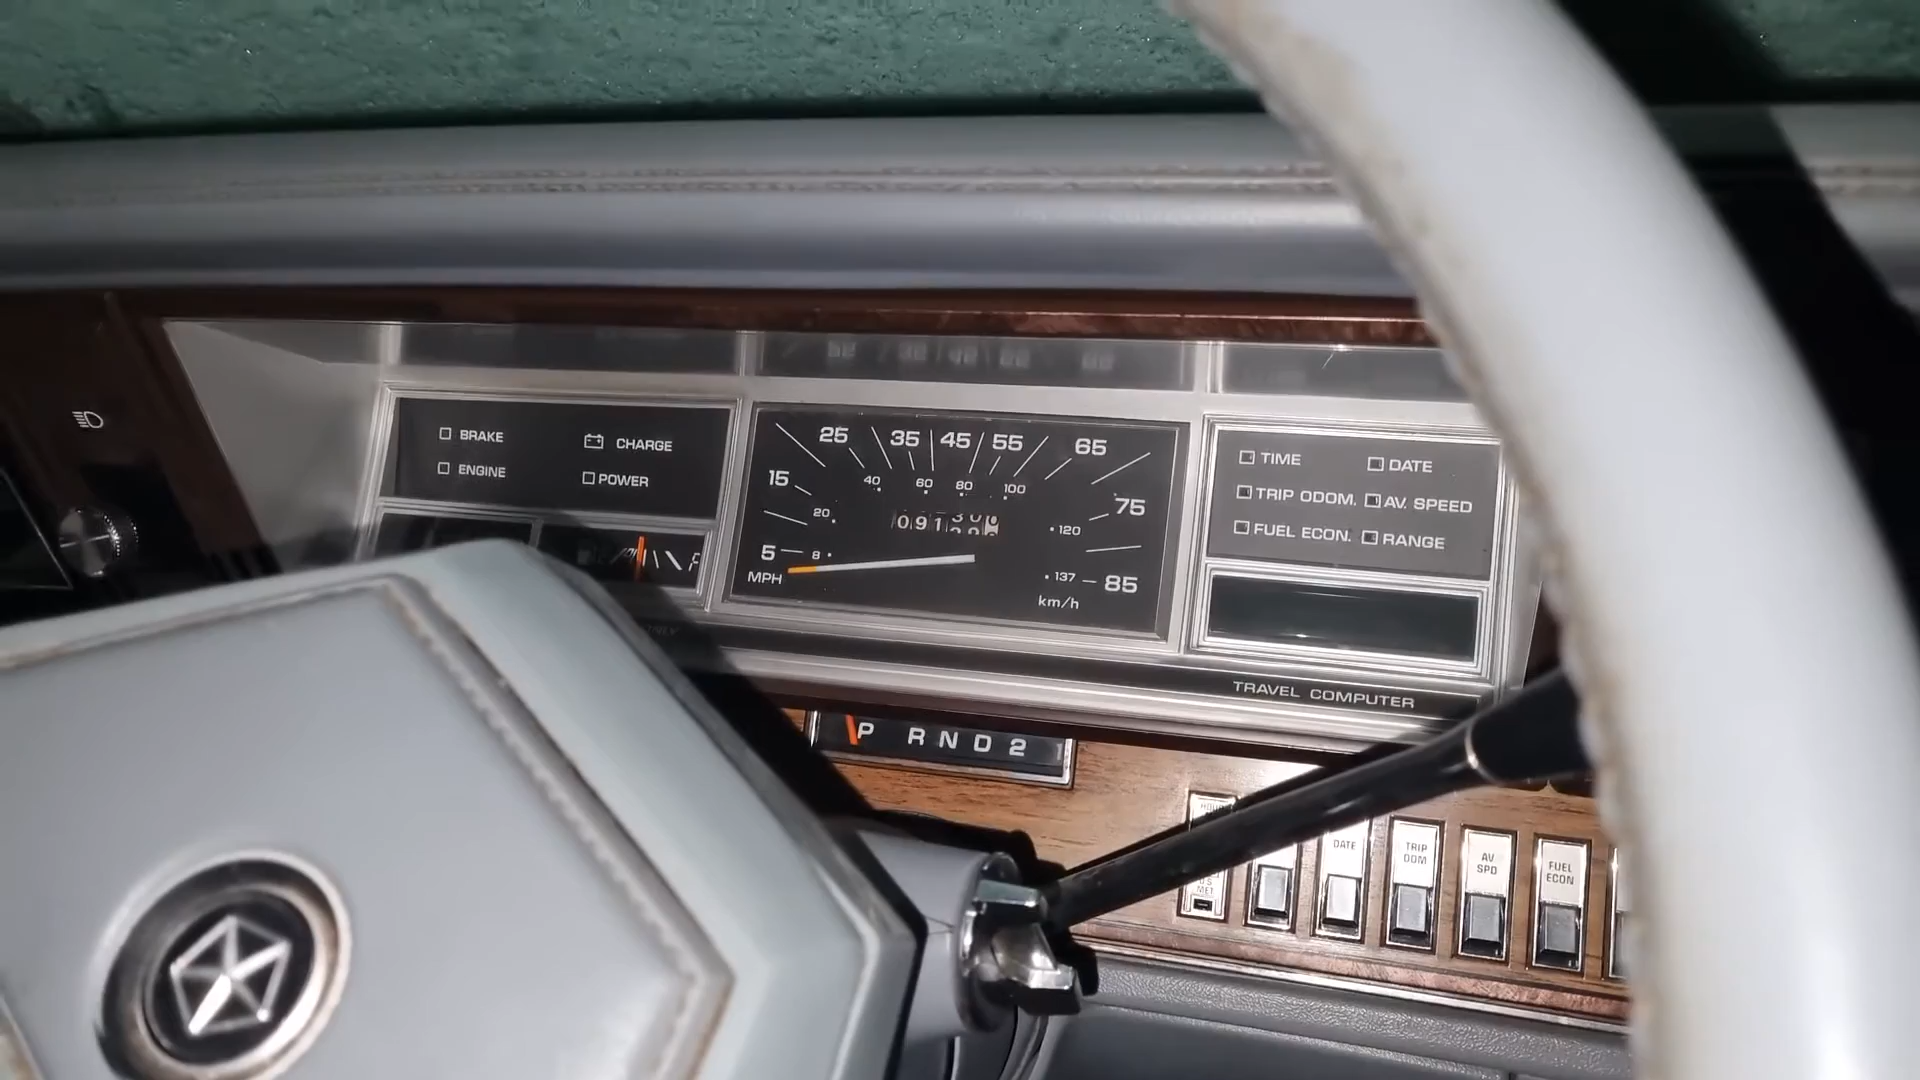 BRAKE
CHARGE
ENGINE
POWER
25 35 45 55 65
15 40 60 80 100 75
20 120
5 8 137 85
MPH
km/h
TIME
DATE
TRIP ODOM.
AV. SPEED
FUEL ECON.
RANGE
TRAVEL COMPUTER
P R N D 2
DATE
TRIP
ODM
AV
SPD
FUEL
ECON
U.S
MET